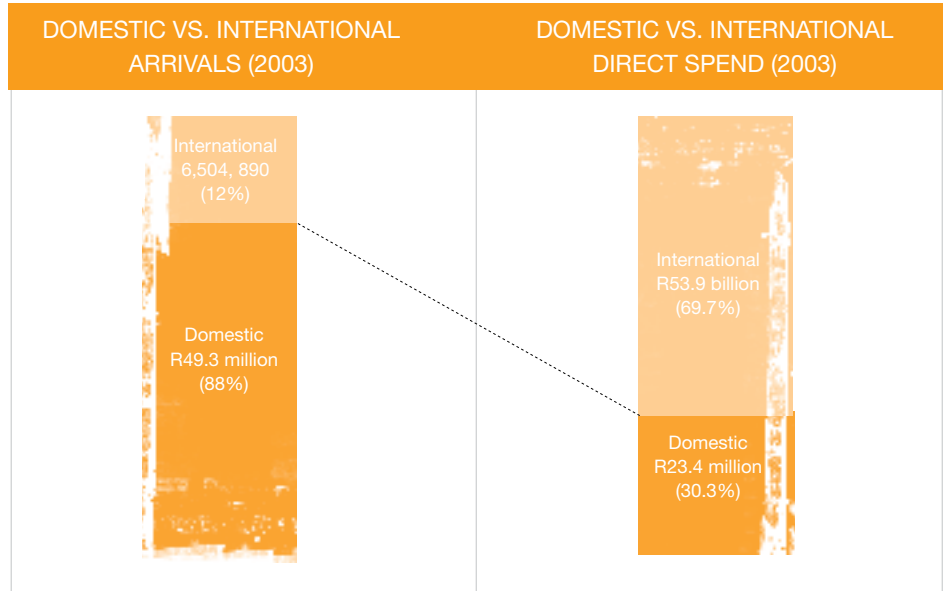 DOMESTIC VS. INTERNATIONAL
ARRIVALS (2003)
International
6,504, 890
(12%)
Domestic
R49.3 million
(88%)
DOMESTIC VS. INTERNATIONAL
DIRECT SPEND (2003)
International
R53.9 billion
(69.7%)
Domestic
R23.4 million
(30.3%)